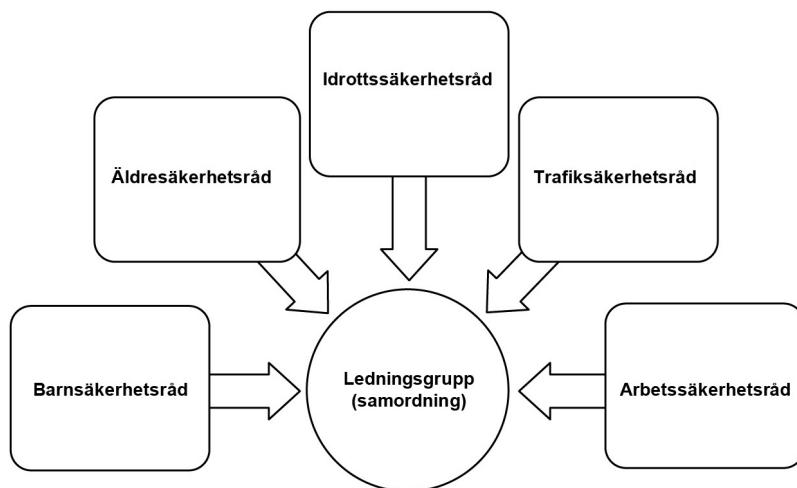 Idrottssäkerhetsråd
Äldresäkerhetsråd
Trafiksäkerhetsråd
Barnsäkerhetsråd
Ledningsgrupp
(samordning)
Arbetssäkerhetsråd